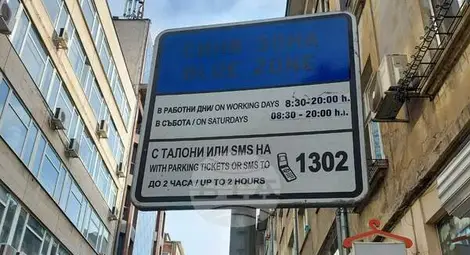 СИНЯ ЗОНА
BLUE ZONE
В РАБОТНИ ДНИ/ ON WORKING DAYS 8:30-20:00 h.
В СЪБОТА / ON SATURDAYS 08:30 - 20:00 h.
С ТАЛОНИ ИЛИ SMS НА
WITH PARKING TICKETS OR SMS TO 1302
ДО 2 ЧАСА / UP TO 2 HOURS